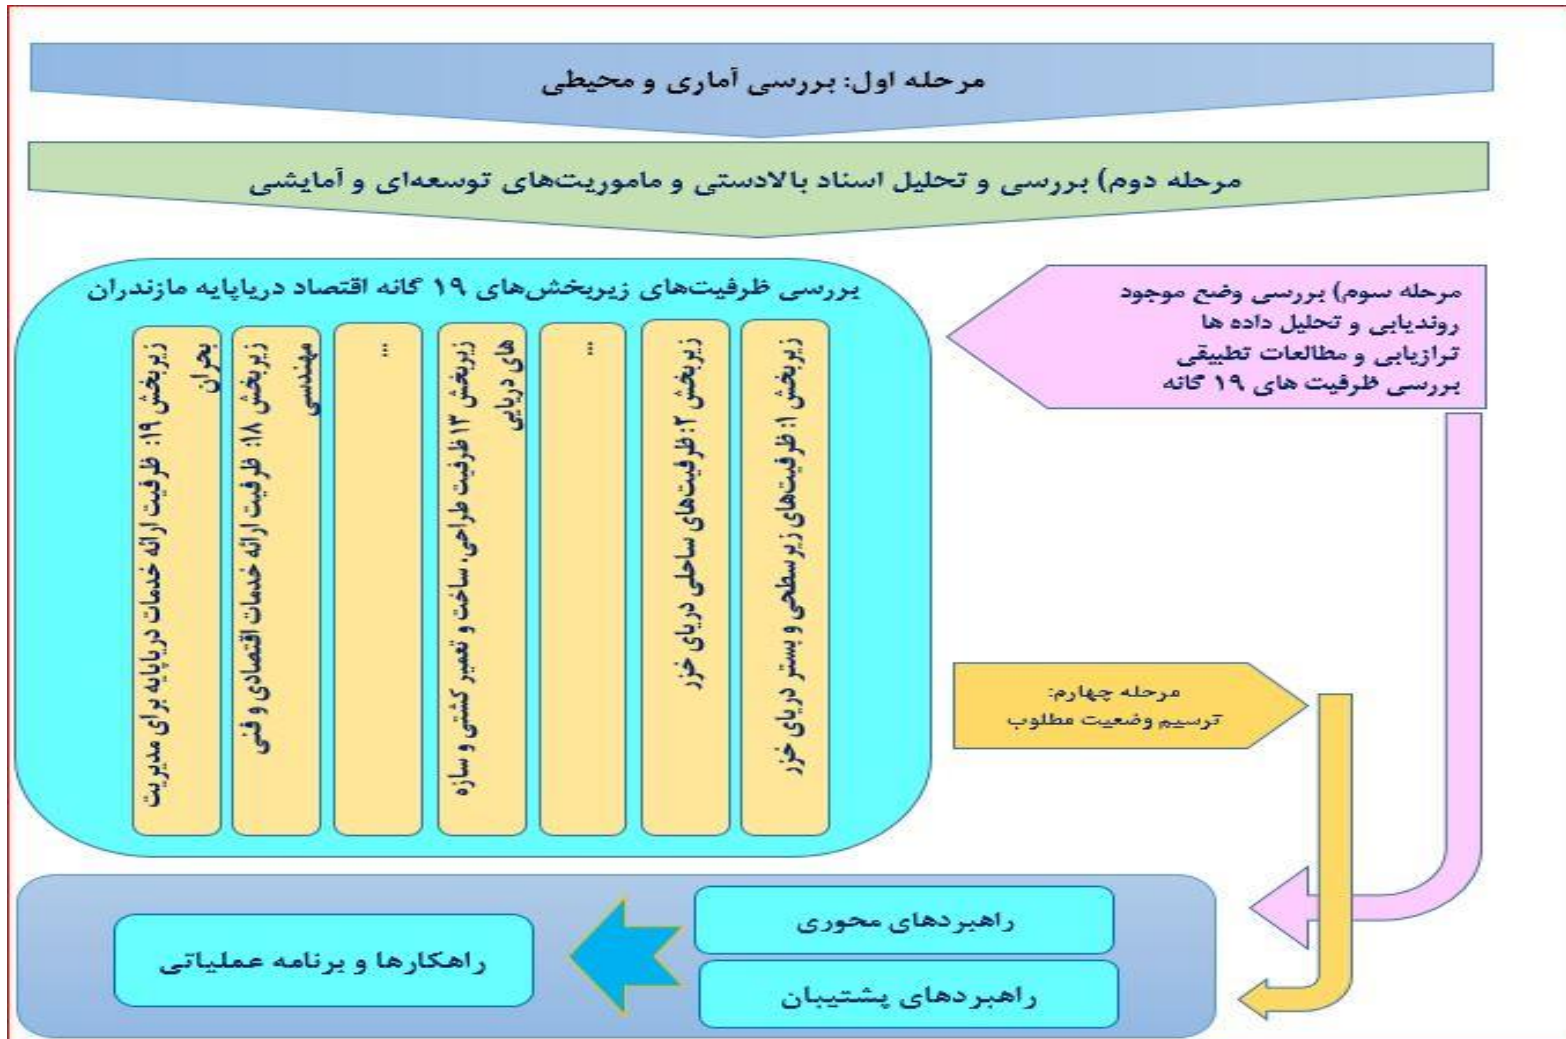 مرحله اول: بررسی آماری و محیطی
مرحله دوم) بررسی و تحلیل اسناد بالادستی و ماموریت‌های توسعه‌ای و آمایشی
مرحله سوم) بررسی وضع موجود
روندیابی و تحلیل داده ها
ترازیابی و مطالعات تطبیقی
بررسی ظرفیت های ۱۹ گانه
بررسی ظرفیت‌های زیربخش‌های ۱۹ گانه اقتصاد دریاپایه مازندران
زیربخش ۱: ظرفیت‌های زیرسطحی و بستر دریای خزر
زیربخش ۲: ظرفیت‌های ساحلی دریای خزر
...
زیربخش ۱۳ ظرفیت طراحی، ساخت و تعمیر کشتی و سازه
های دریایی
...
زیربخش ۱۸: ظرفیت ارائه خدمات اقتصادی و فنی
مهندسی
زیربخش ۱۹: ظرفیت ارائه خدمات دریاپایه برای مدیریت
بحران
مرحله چهارم:
ترسیم وضعیت مطلوب
راهبردهای محوری
راهبردهای پشتیبان
راهکارها و برنامه عملیاتی